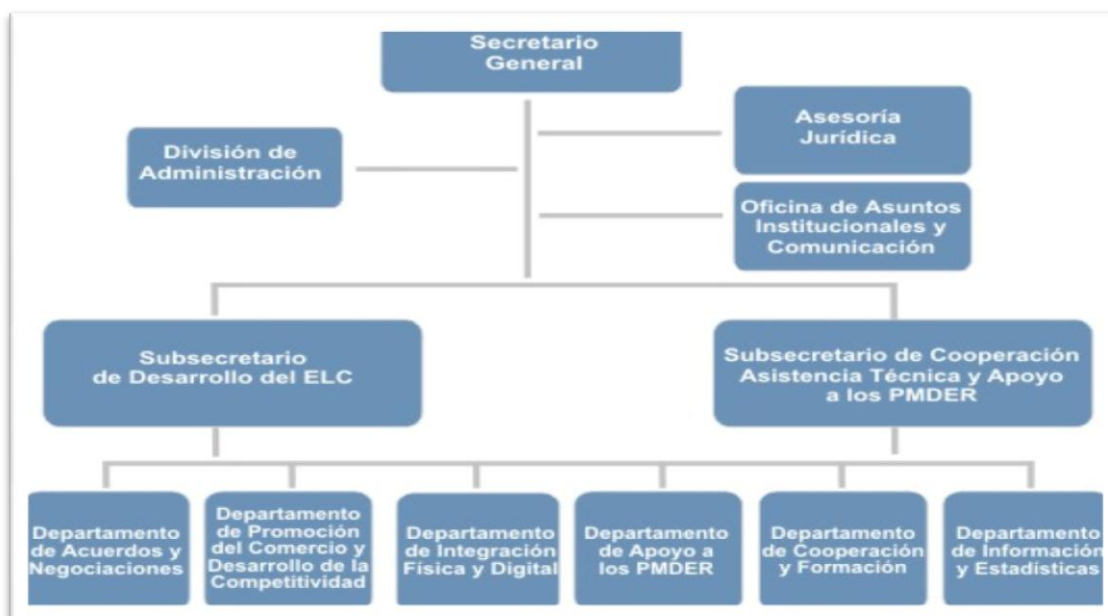 Secretario
General
Asesoría
Jurídica
División de
Administración
Oficina de Asuntos
Institucionales y
Comunicación
Subsecretario
de Desarrollo del ELC
Subsecretario de Cooperación
Asistencia Técnica y Apoyo
a los PMDER
Departamento
de Acuerdos y
Negociaciones
Departamento
de Promoción
del Comercio y
Desarrollo de la
Competitividad
Departamento
de Integración
Física y Digital
Departamento
de Apoyo a
los PMDER
Departamento
de Cooperación
y Formación
Departamento
de Información
y Estadísticas